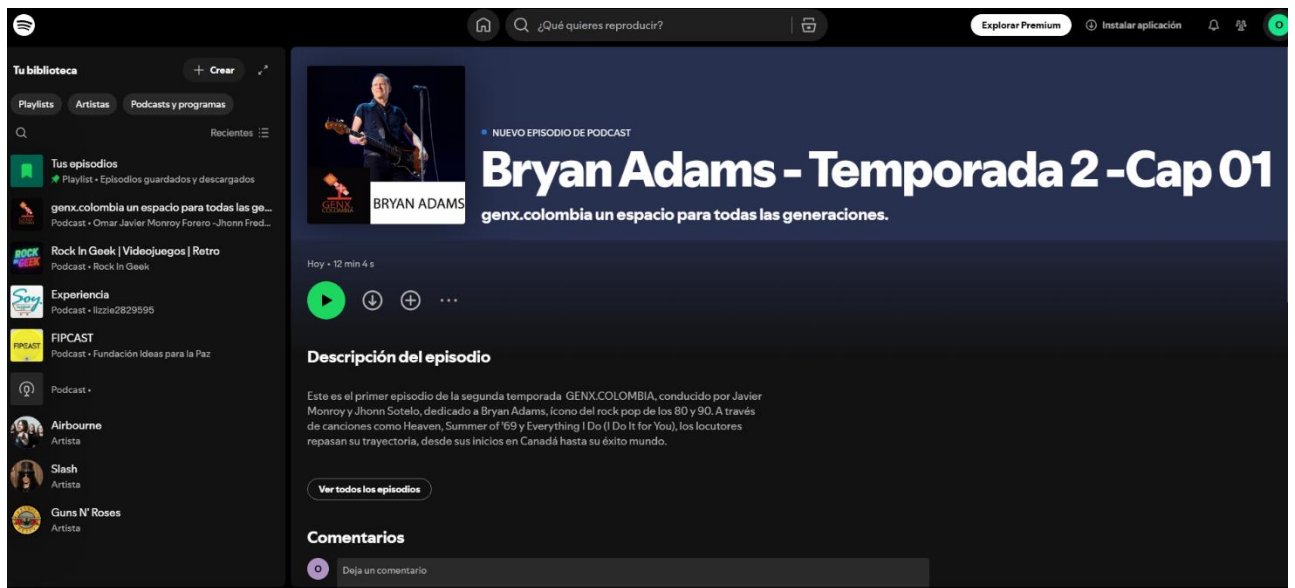 ¿Qué quieres reproducir?
Explorar Premium
Instalar aplicación
O
Tu biblioteca
+ Crear
Playlists
Artistas
Podcasts y programas
Recientes
Tus episodios
Playlist • Episodios guardados y descargados
genx.colombia un espacio para todas las ge...
Podcast • Omar Javier Monroy Forero -Jhonn Fred...
ROCK IN GEEK
Rock In Geek | Videojuegos | Retro
Podcast • Rock In Geek
Soy
Experiencia
Podcast • lizzie2829595
FIPCAST
FIPCAST
Podcast • Fundación Ideas para la Paz
Podcast •
Airbourne
Artista
Slash
Artista
Guns N' Roses
Artista
GENX.
COLOMBIA
BRYAN ADAMS
NUEVO EPISODIO DE PODCAST
Bryan Adams - Temporada 2 -Cap 01
genx.colombia un espacio para todas las generaciones.
Hoy • 12 min 4 s
Descripción del episodio
Este es el primer episodio de la segunda temporada GENX.COLOMBIA, conducido por Javier
Monroy y Jhonn Sotelo, dedicado a Bryan Adams, ícono del rock pop de los 80 y 90. A través
de canciones como Heaven, Summer of '69 y Everything I Do (I Do It for You), los locutores
repasan su trayectoria, desde sus inicios en Canadá hasta su éxito mundo.
Ver todos los episodios
Comentarios
O
Deja un comentario